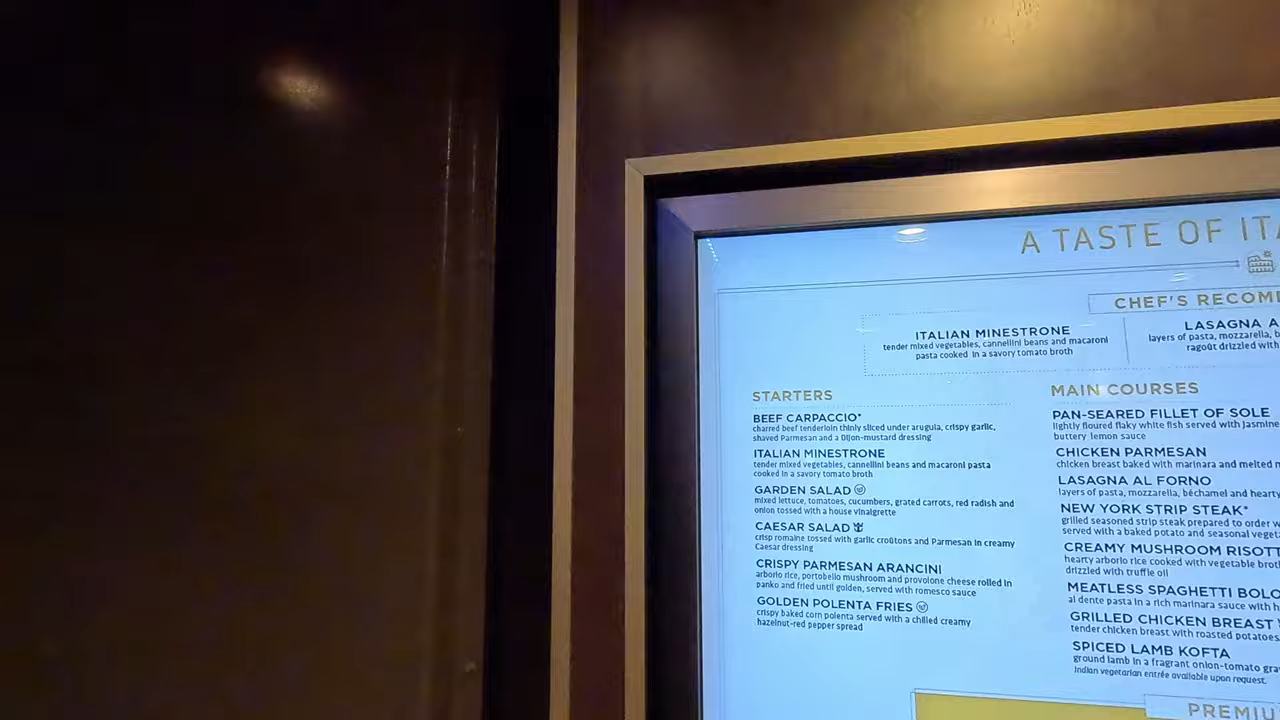 A TASTE OF
CHEF'S
ITALIAN MINESTRONE
tender mixed vegetables, cannellini beans and macaroni
pasta cooked in a savory tomato broth
LASAGNA
layers of pasta, mozzarella,
ragoût drizzled with
STARTERS
BEEF CARPACCIO*
charred beef tenderloin thinly sliced under arugula, crispy garlic,
shaved Parmesan and a Dijon-mustard dressing
ITALIAN MINESTRONE
tender mixed vegetables, cannellini beans and macaroni pasta
cooked in a savory tomato broth
GARDEN SALAD
mixed lettuce, tomatoes, cucumbers, grated carrots, red radish and
onion tossed with a house vinaigrette
CAESAR SALAD
crisp romaine tossed with garlic croûtons and Parmesan in creamy
Caesar dressing
CRISPY PARMESAN ARANCINI
arborio rice, portobello mushroom and provolone cheese rolled in
panko and fried until golden, served with romesco sauce
GOLDEN POLENTA FRIES
crispy baked corn polenta served with a chilled creamy
hazelnut-red pepper spread
MAIN COURSES
PAN-SEARED FILLET OF SOLE
lightly floured flaky white fish served with jasmine
buttery lemon sauce
CHICKEN PARMESAN
chicken breast baked with marinara and melted
LASAGNA AL FORNO
layers of pasta, mozzarella, béchamel and hearty
NEW YORK STRIP STEAK*
grilled seasoned strip steak prepared to order
served with a baked potato and seasonal
CREAMY MUSHROOM
hearty arborio rice cooked with vegetable
drizzled with truffle oil
MEATLESS SPAGHETTI
al dente pasta in a rich marinara sauce with
GRILLED CHICKEN BREAST
tender chicken breast with roasted potatoes
SPICED LAMB KOFTA
ground lamb in a fragrant onion-tomato
Indian vegetarian entrée available upon request.